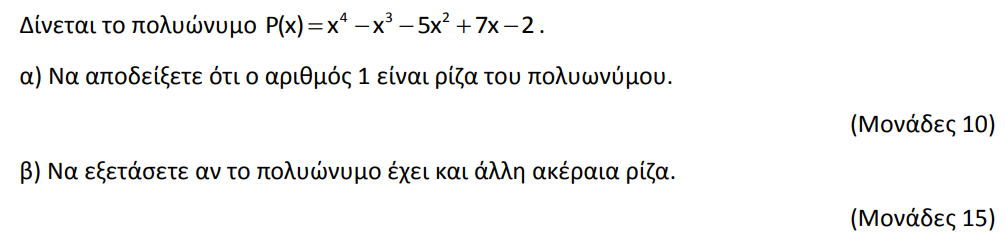 Δίνεται το πολυώνυμο P(x)=x⁴ −x³ −5x² +7x−2.
α) Να αποδείξετε ότι ο αριθμός 1 είναι ρίζα του πολυωνύμου.
(Μονάδες 10)
β) Να εξετάσετε αν το πολυώνυμο έχει και άλλη ακέραια ρίζα.
(Μονάδες 15)